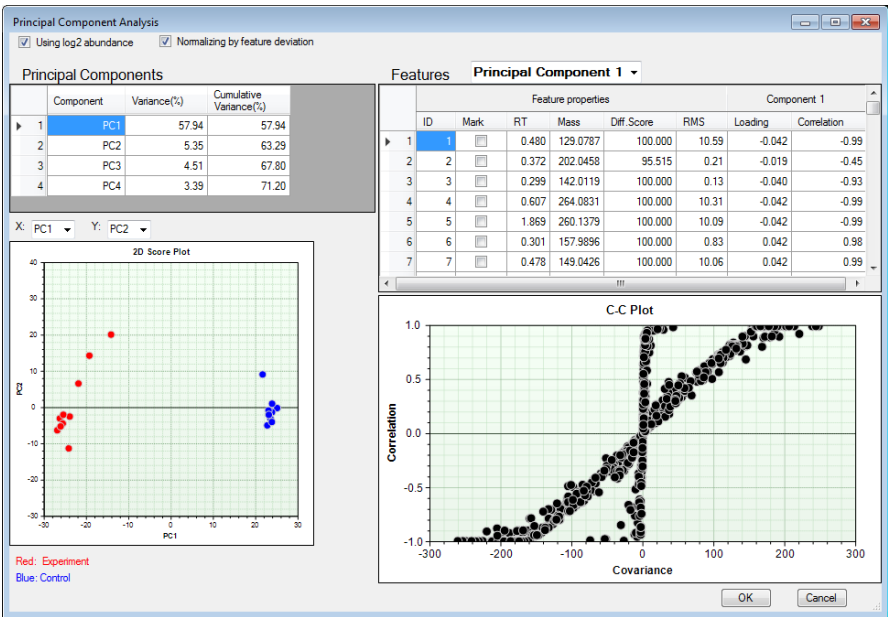 Principal Component Analysis
Using log2 abundance Normalizing by feature deviation
Principal Components
Component Variance(%) Cumulative Variance(%)
1 PC1 57.94 57.94
2 PC2 5.35 63.29
3 PC3 4.51 67.80
4 PC4 3.39 71.20
X: PC1 Y: PC2
2D Score Plot
40
30
20
10
0
-10
-20
-30
PC2
-30 -20 -10 0 10 20 30
PC1
Red: Experiment
Blue: Control
Features Principal Component 1
Feature properties Component 1
ID Mark RT Mass Diff.Score RMS Loading Correlation
1 1 0.480 129.0787 100.000 10.59 -0.042 -0.99
2 2 0.372 202.0458 95.515 0.21 -0.019 -0.45
3 3 0.299 142.0119 100.000 0.13 -0.040 -0.93
4 4 0.607 264.0831 100.000 10.31 -0.042 -0.99
5 5 1.869 260.1379 100.000 10.09 -0.042 -0.99
6 6 0.301 157.9896 100.000 0.83 0.042 0.98
7 7 0.478 149.0426 100.000 10.06 0.042 0.99
C-C Plot
1.0
0.5
0.0
-0.5
-1.0
Correlation
-300 -200 -100 0 100 200 300
Covariance
OK Cancel